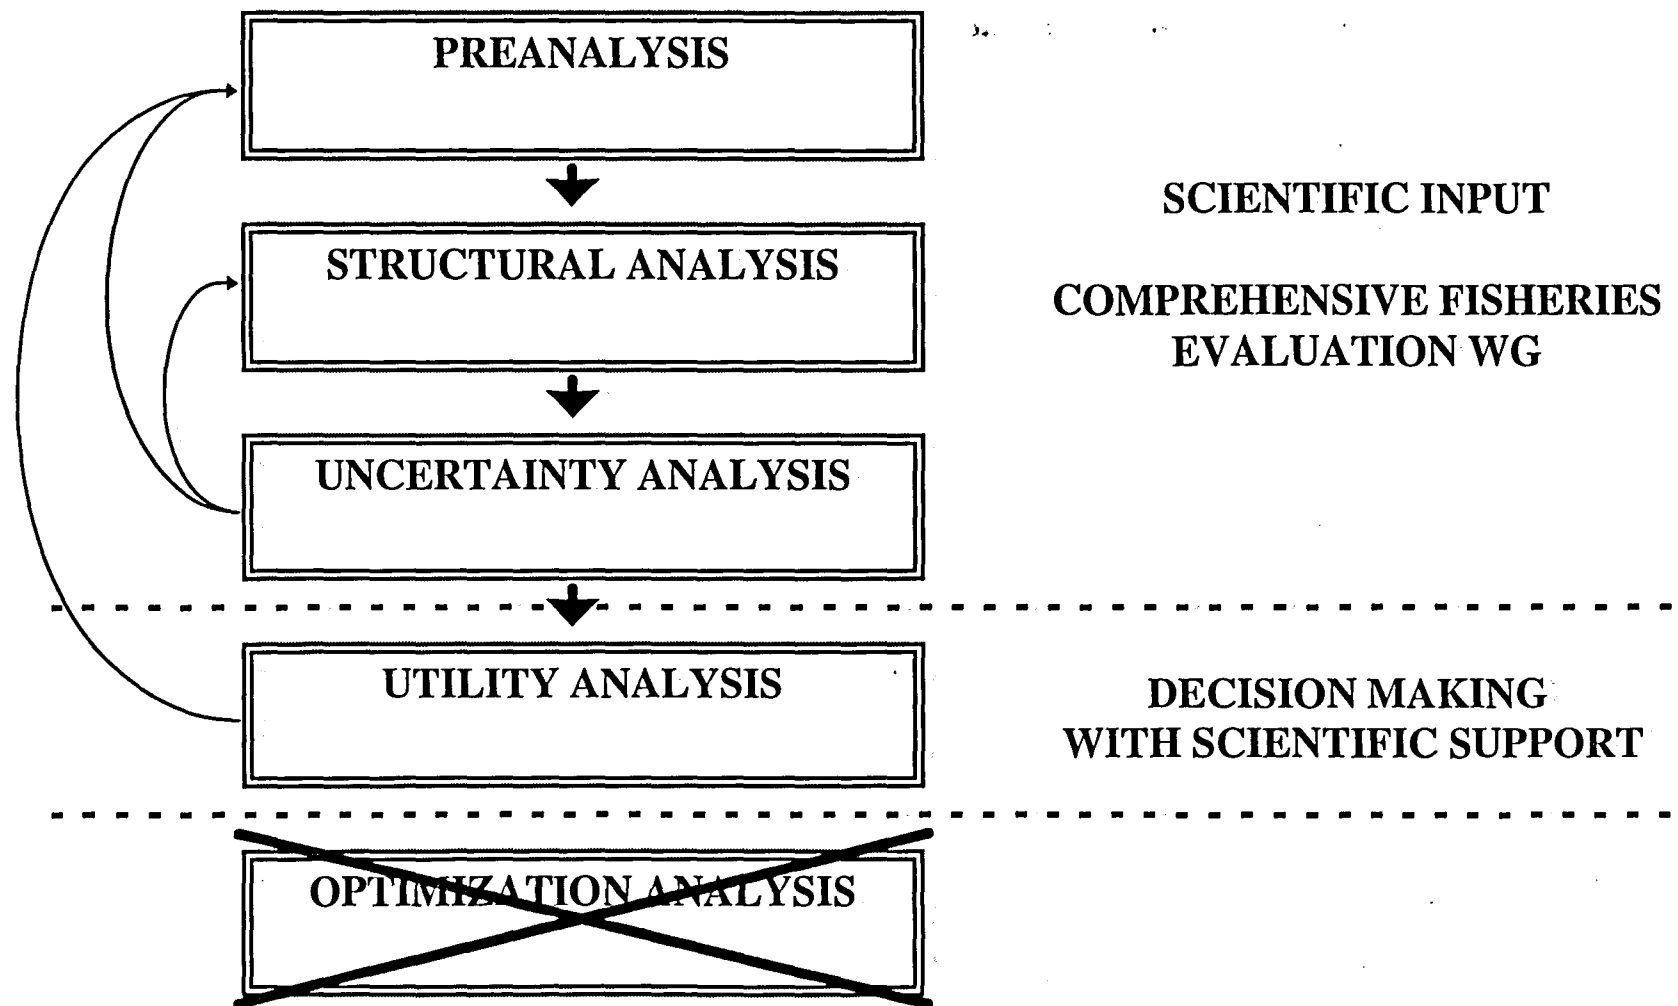 PREANALYSIS
SCIENTIFIC INPUT
STRUCTURAL ANALYSIS
COMPREHENSIVE FISHERIES
EVALUATION WG
UNCERTAINTY ANALYSIS
UTILITY ANALYSIS
DECISION MAKING
WITH SCIENTIFIC SUPPORT
OPTIMIZATION ANALYSIS